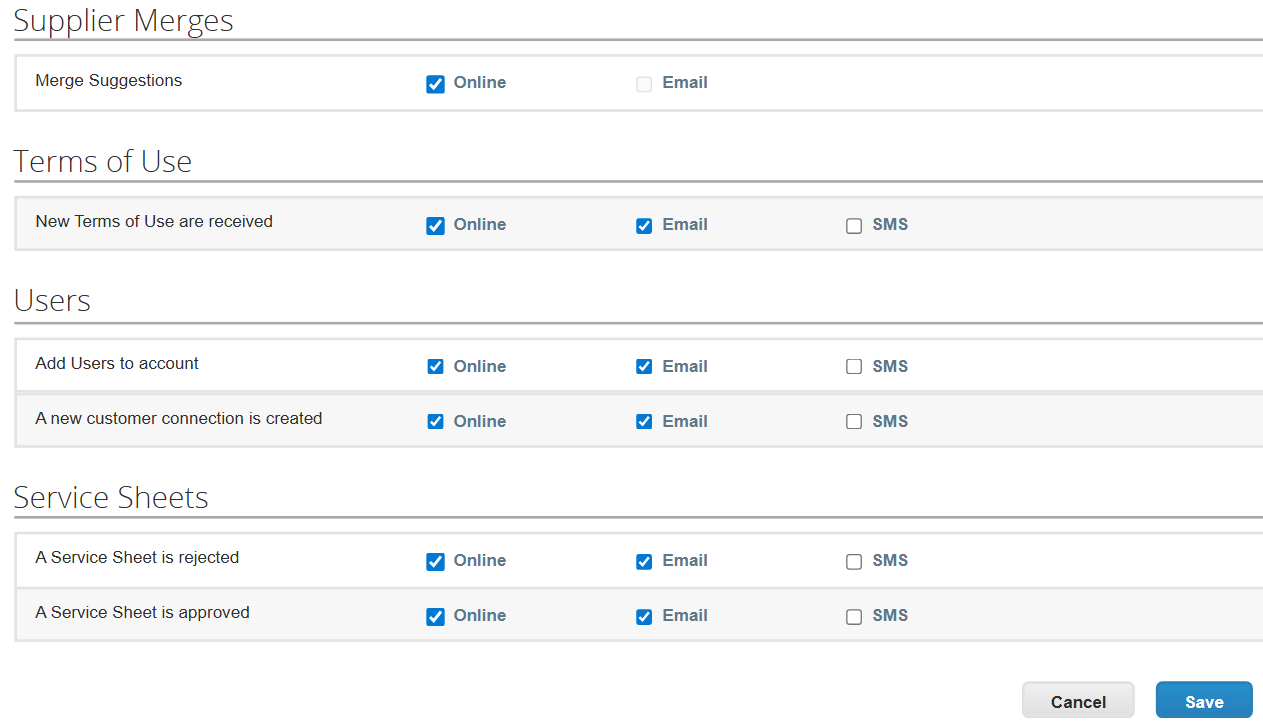 Supplier Merges
Merge Suggestions Online Email
Terms of Use
New Terms of Use are received Online Email SMS
Users
Add Users to account Online Email SMS
A new customer connection is created Online Email SMS
Service Sheets
A Service Sheet is rejected Online Email SMS
A Service Sheet is approved Online Email SMS
Cancel Save